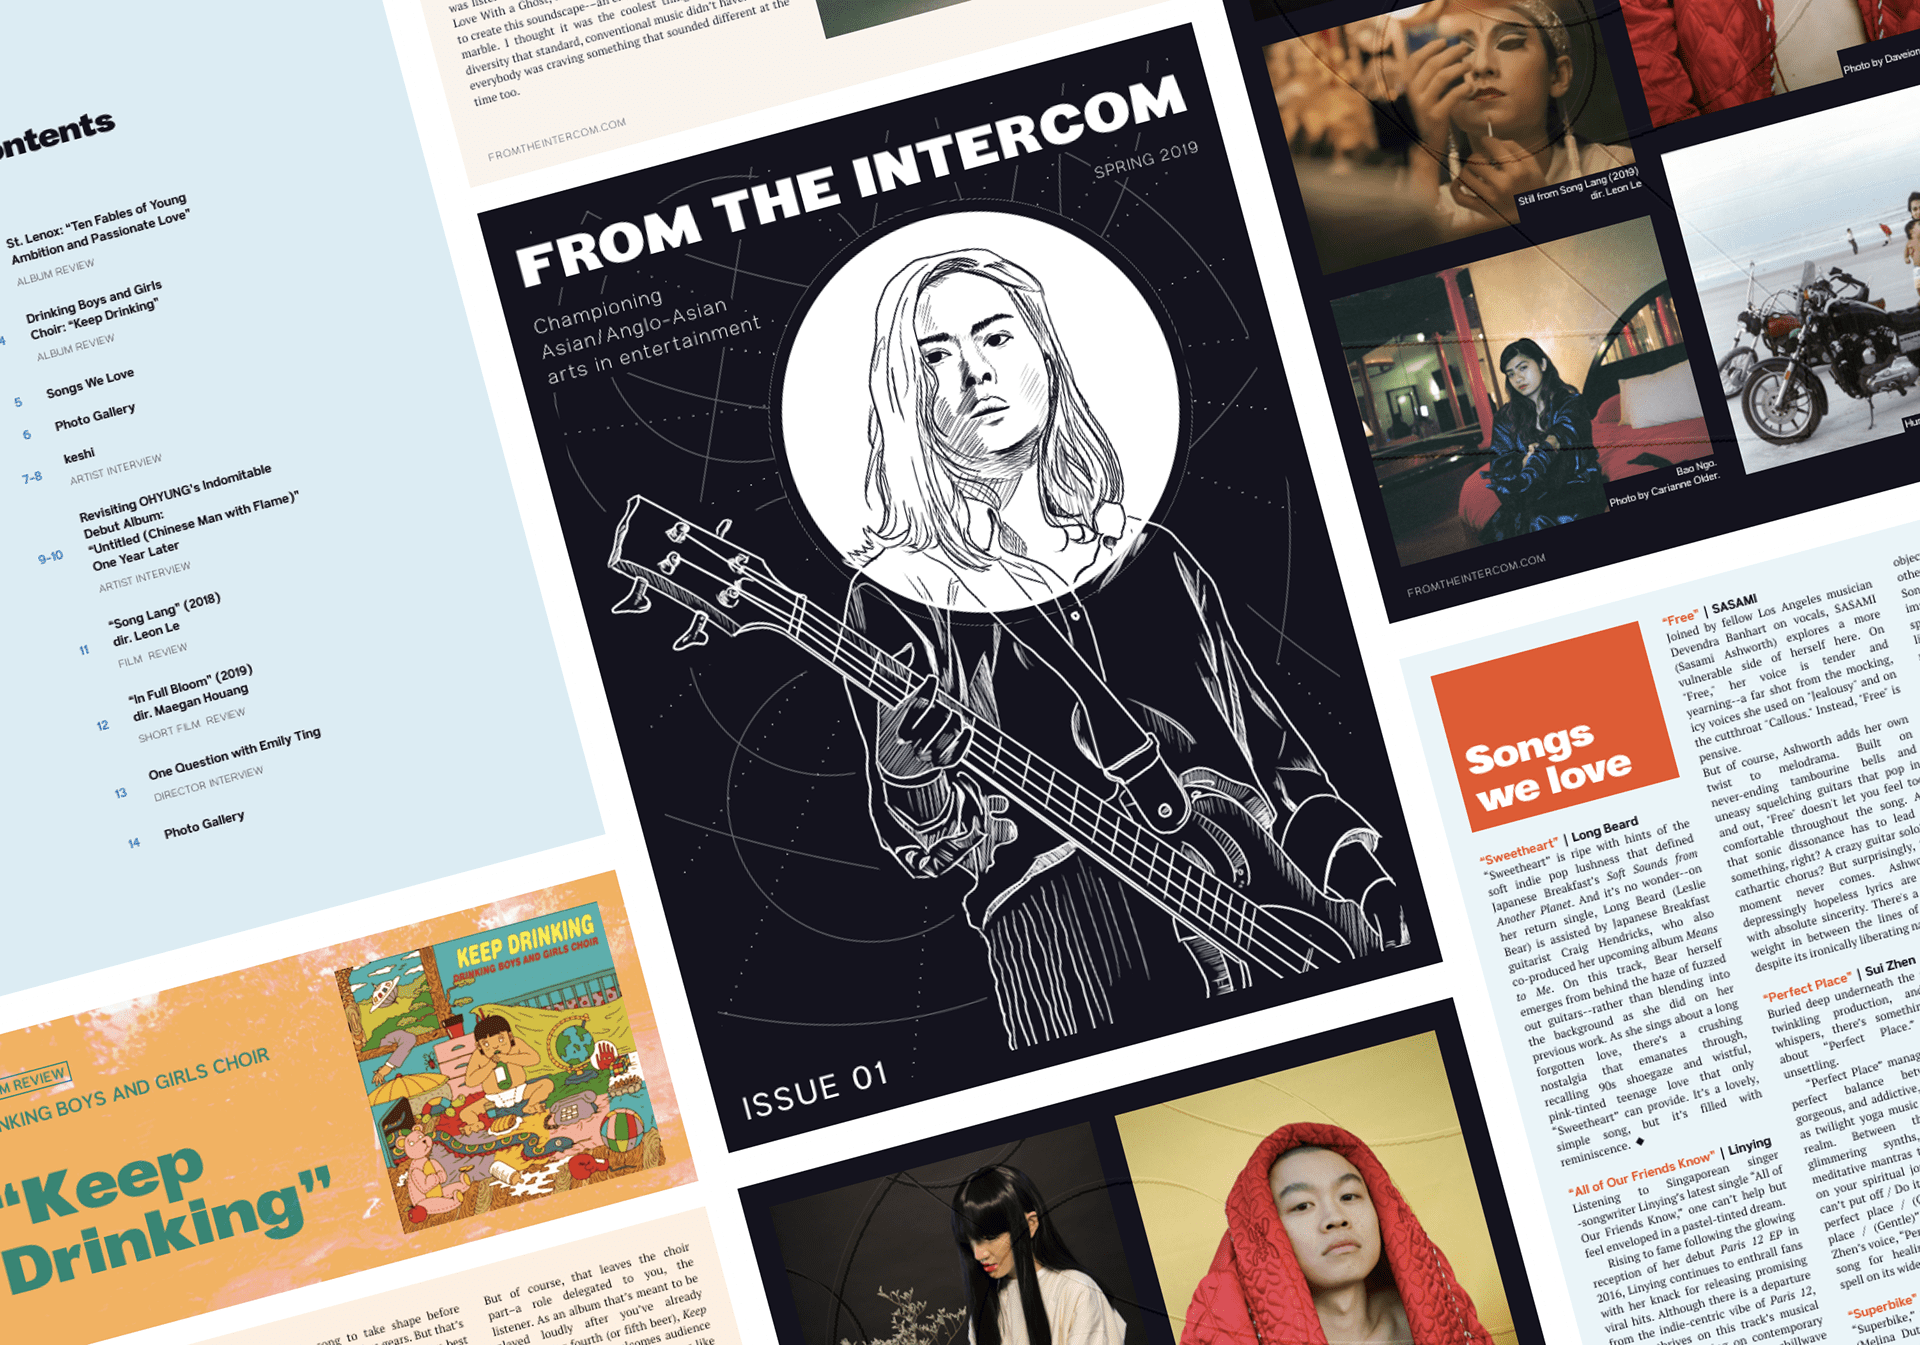 ontents
St. Lenox: “Ten Fables of Young
Ambition and Passionate Love”
ALBUM REVIEW
4
Drinking Boys and Girls
Choir: “Keep Drinking”
ALBUM REVIEW
5
Songs We Love
6
Photo Gallery
7-8
keshi
ARTIST INTERVIEW
9-10
Revisiting OHYUNG's Indomitable
Debut Album:
“Untitled (Chinese Man with Flame)”
One Year Later
ARTIST INTERVIEW
11
“Song Lang” (2018)
dir. Leon Le
FILM REVIEW
12
“In Full Bloom” (2019)
dir. Maegan Houang
SHORT FILM REVIEW
13
One Question with Emily Ting
DIRECTOR INTERVIEW
14
Photo Gallery
M REVIEW
NKING BOYS AND GIRLS CHOIR
“Keep
Drinking”
KEEP DRINKING
DRINKING BOYS AND GIRLS CHOIR
ong to take shape before
gears. But that's
best
But of course, that leaves the choir
part–a role delegated to you, the
listener. As an album that's meant to be
played loudly after you've already
fourth (or fifth beer), Keep
comes audience
like
Love With a Ghost,
to create this soundscape--an
marble. I thought it was the coolest
diversity that standard, conventional music didn't have
everybody was craving something that sounded different at the
time too.
FROMTHEINTERCOM.COM
FROM THE INTERCOM
SPRING 2019
Championing
Asian/Anglo-Asian
arts in entertainment
ISSUE 01
Photo by
Still from Song Lang (2019)
dir. Leon Le
Bao Ngo.
Photo by Carianne Older.
FROMTHEINTERCOM.COM
Songs
we love
“Sweetheart” | Long Beard
“Sweetheart” is ripe with hints of the
soft indie pop lushness that defined
Japanese Breakfast's Soft Sounds from
Another Planet. And it's no wonder--on
her return single, Long Beard (Leslie
Bear) is assisted by Japanese Breakfast
guitarist Craig Hendricks, who also
co-produced her upcoming album Means
to Me. On this track, Bear herself
emerges from behind the haze of fuzzed
out guitars--rather than blending into
the background as she did on her
previous work. As she sings about a long
forgotten love, there's a crushing
nostalgia that emanates through,
recalling 90s shoegaze and wistful,
pink-tinted teenage love that only
“Sweetheart” can provide. It's a lovely,
simple song, but it's filled with
reminiscence. ◆
“All of Our Friends Know” | Linying
Listening to Singaporean singer
-songwriter Linying's latest single “All of
Our Friends Know,” one can't help but
feel enveloped in a pastel-tinted dream.
Rising to fame following the glowing
reception of her debut Paris 12 EP in
2016, Linying continues to enthrall fans
with her knack for releasing promising
viral hits. Although there is a departure
from the indie-centric vibe of Paris 12,
thrives on this track's musical
on contemporary
chillwave
“Free” | SASAMI
Joined by fellow Los Angeles musician
Devendra Banhart on vocals, SASAMI
(Sasami Ashworth) explores a more
vulnerable side of herself here. On
“Free,” her voice is tender and
yearning--a far shot from the mocking,
icy voices she used on “Jealousy” and on
the cutthroat “Callous.” Instead, “Free” is
pensive.
But of course, Ashworth adds her own
twist to melodrama. Built on
never-ending tambourine bells and
uneasy squelching guitars that pop in
and out, “Free” doesn't let you feel too
comfortable throughout the song. A
that sonic dissonance has to lead
something, right? A crazy guitar solo
cathartic chorus? But surprisingly,
moment never comes. Ashwo
depressingly hopeless lyrics are
with absolute sincerity. There's a
weight in between the lines of
despite its ironically liberating na
“Perfect Place” | Sui Zhen
Buried deep underneath the
twinkling production, and
whispers, there's something
about “Perfect Place.”
unsettling.
“Perfect Place” manag
perfect balance betw
gorgeous, and addictive,
as twilight yoga music
realm. Between th
glimmering synths,
meditative mantras t
on your spiritual jo
can't put off / Do it
perfect place / (G
place / (Gentle)”
Zhen's voice, “Per
song for healin
spell on its wide
“Superbike”
“Superbike,”
(Melina Dut
objec
othe
Son
im
sp
li